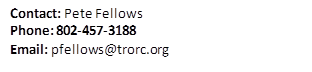 Contact: Pete Fellows
Phone: 802-457-3188
Email: pfellows@trorc.org